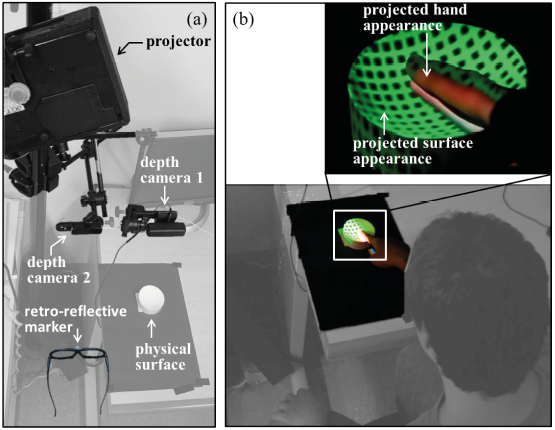 (a)
projector
depth
camera 1
depth
camera 2
retro-reflective
marker
physical
surface
(b)
projected hand
appearance
projected surface
appearance